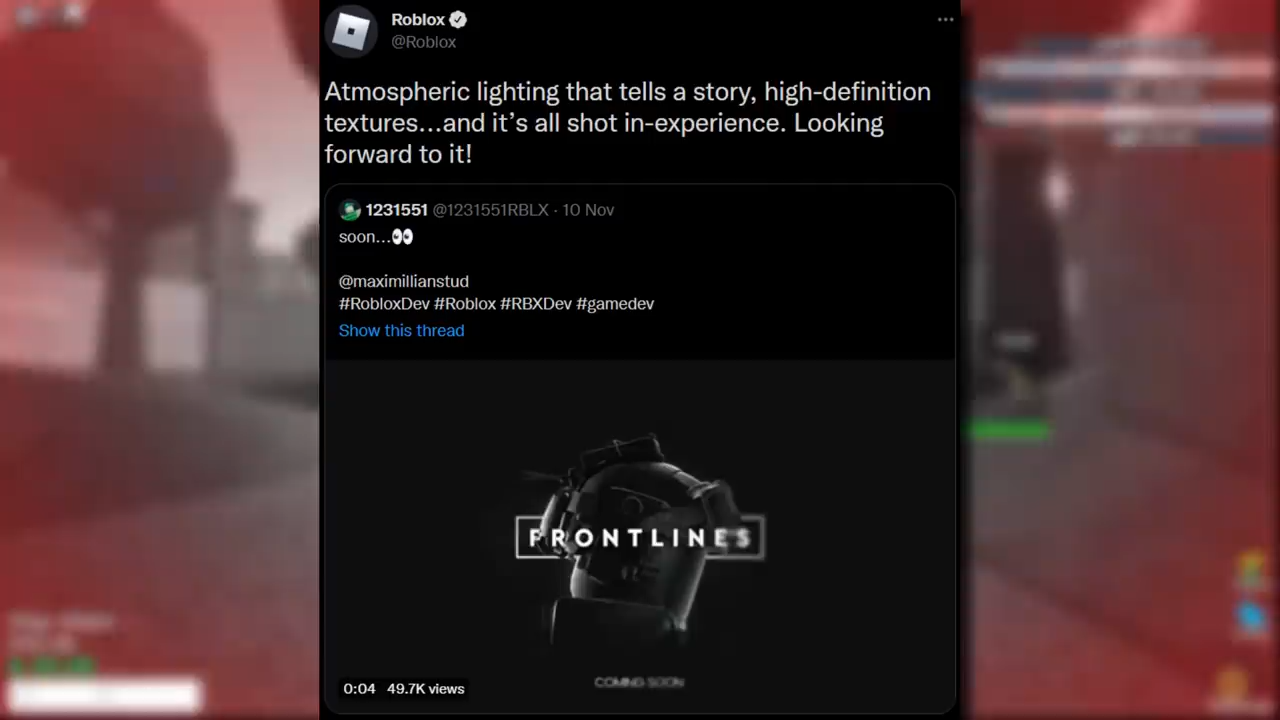 Roblox
@Roblox
Atmospheric lighting that tells a story, high-definition
textures...and it's all shot in-experience. Looking
forward to it!
1231551 @1231551RBLX · 10 Nov
soon...👀
@maximillianstud
#RobloxDev #Roblox #RBXDev #gamedev
Show this thread
FRONTLINES
COMING SOON
0:04 49.7K views